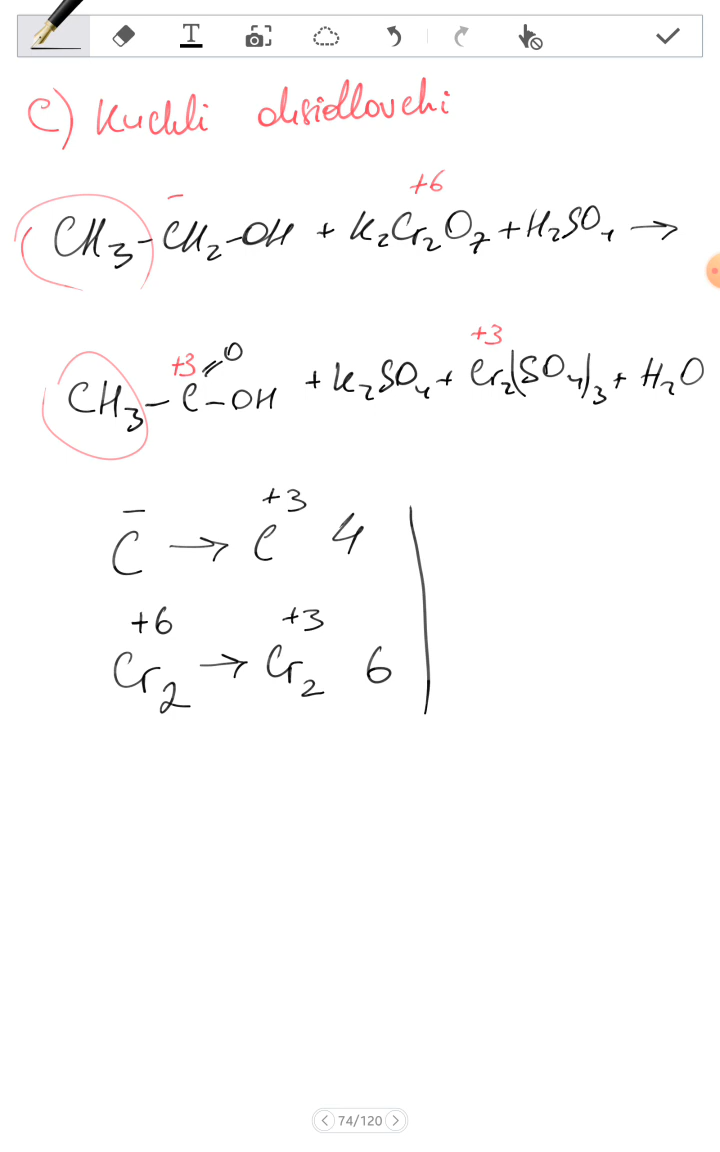 T
C) Kuchli oksidlovchi
-
+6
CH₃-CH₂-OH + K₂Cr₂O₇ + H₂SO₄ →
+3
+3 O
CH₃-C-OH + K₂SO₄ + Cr₂(SO₄)₃ + H₂O
- +3
C → C 4
+6 +3
Cr₂ → Cr₂ 6
74/120